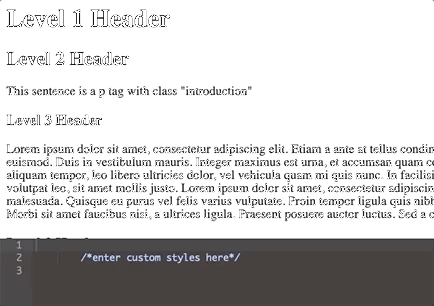 Level 1 Header
Level 2 Header
This sentence is a p tag with class "introduction"
Level 3 Header
Lorem ipsum dolor sit amet, consectetur adipiscing elit. Etiam a ante at tellus condin
euismod. Duis in vestibulum mauris. Integer maximus est urna, et accumsan quam co
aliquam tempor, leo libero ultricies dolor, vel vehicula quam mi quis nunc. In facilisi
volutpat leo, sit amet mollis justo. Lorem ipsum dolor sit amet, consectetur adipiscin
malesuada. Quisque eu purus vel felis varius vulputate. Proin tempor ligula quis nibh
Morbi sit amet faucibus nisi, a ultrices ligula. Praesent posuere auctor luctus. Sed a c
1
2 /*enter custom styles here*/
3